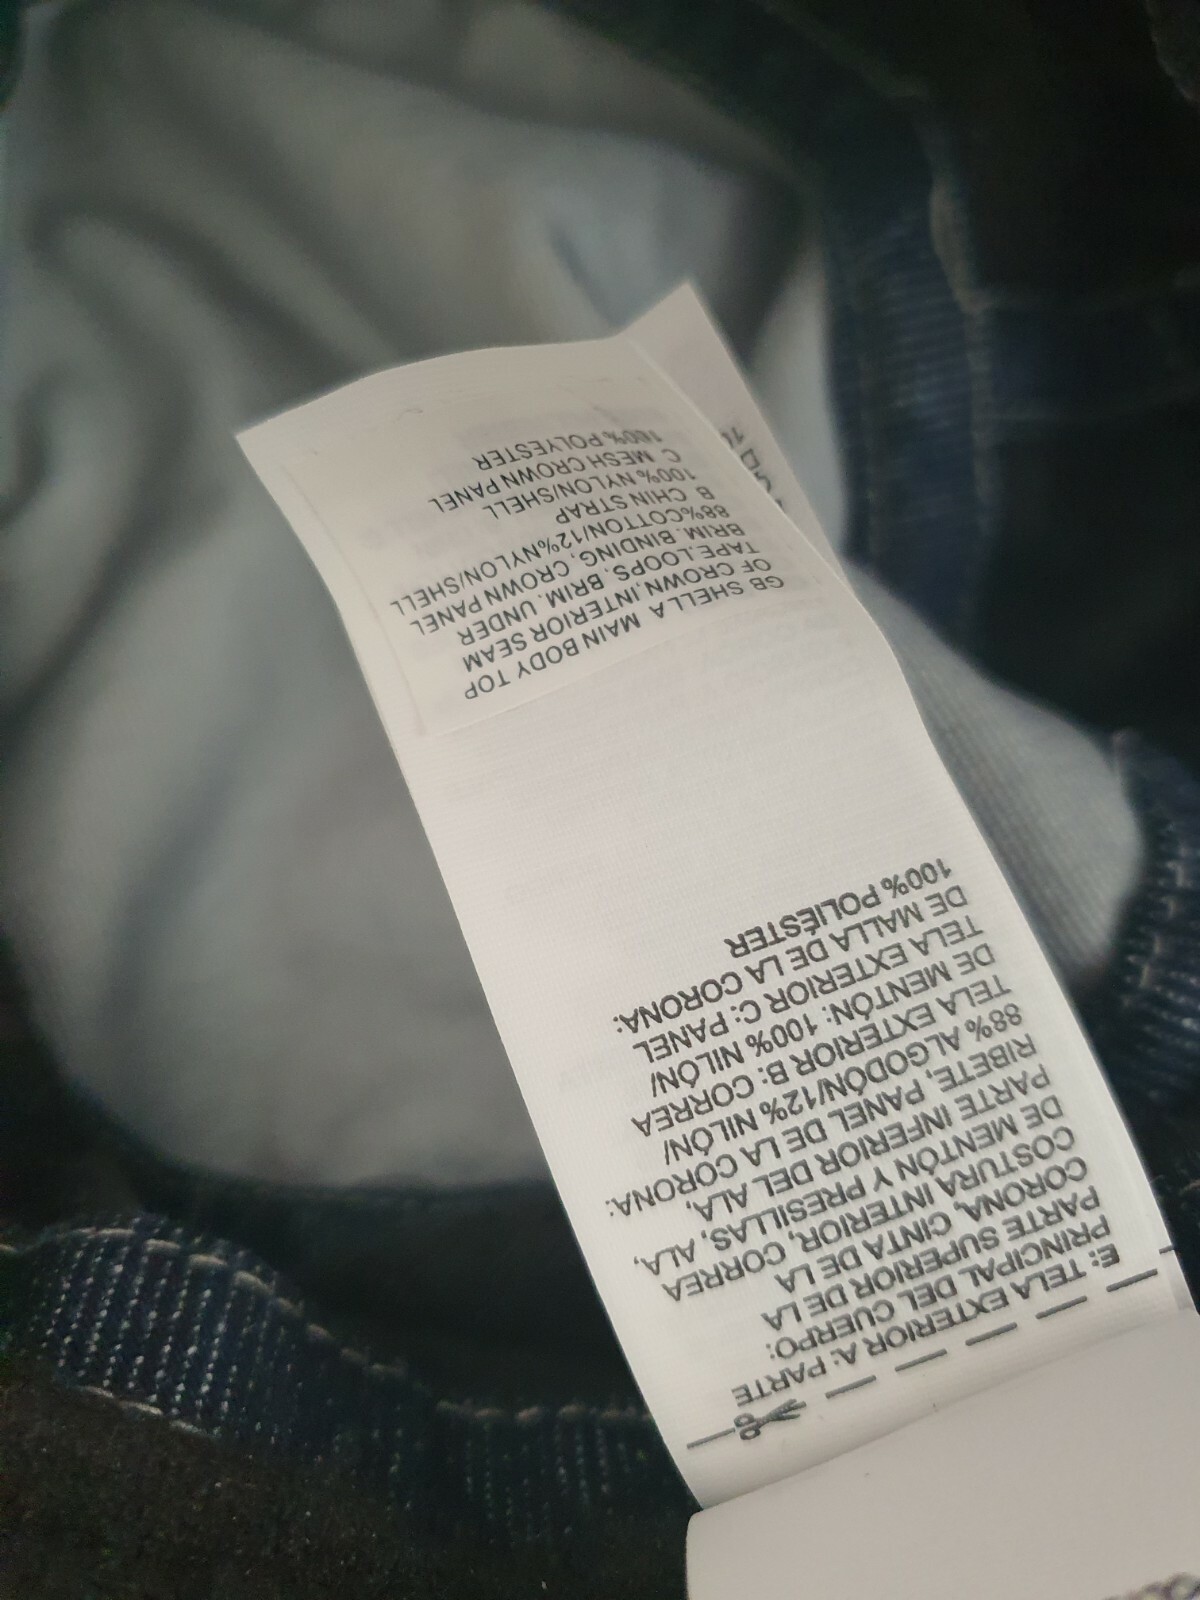 E: TELA EXTERIOR A: PARTE
PRINCIPAL DEL CUERPO:
PARTE SUPERIOR DE LA
CORONA, CINTA DE LA
COSTURA INTERIOR, CORREA
DE MENTÓN Y PRESILLAS, ALA,
PARTE INFERIOR DEL ALA,
RIBETE, PANEL DE LA CORONA:
88% ALGODÓN/12% NILÓN/
TELA EXTERIOR B: CORREA
DE MENTÓN: 100% NILÓN/
TELA EXTERIOR C: PANEL
DE MALLA DE LA CORONA:
100% POLIÉSTER
GB SHELLA MAIN BODY TOP
OF CROWN,INTERIOR SEAM
TAPE.LOOPS, BRIM, UNDER
BRIM, BINDING, CROWN PANEL
88%COTTON/12%NYLON/SHELL
B CHIN STRAP
100% NYLON/SHELL
C. MESH CROWN PANEL
100% POLYESTER